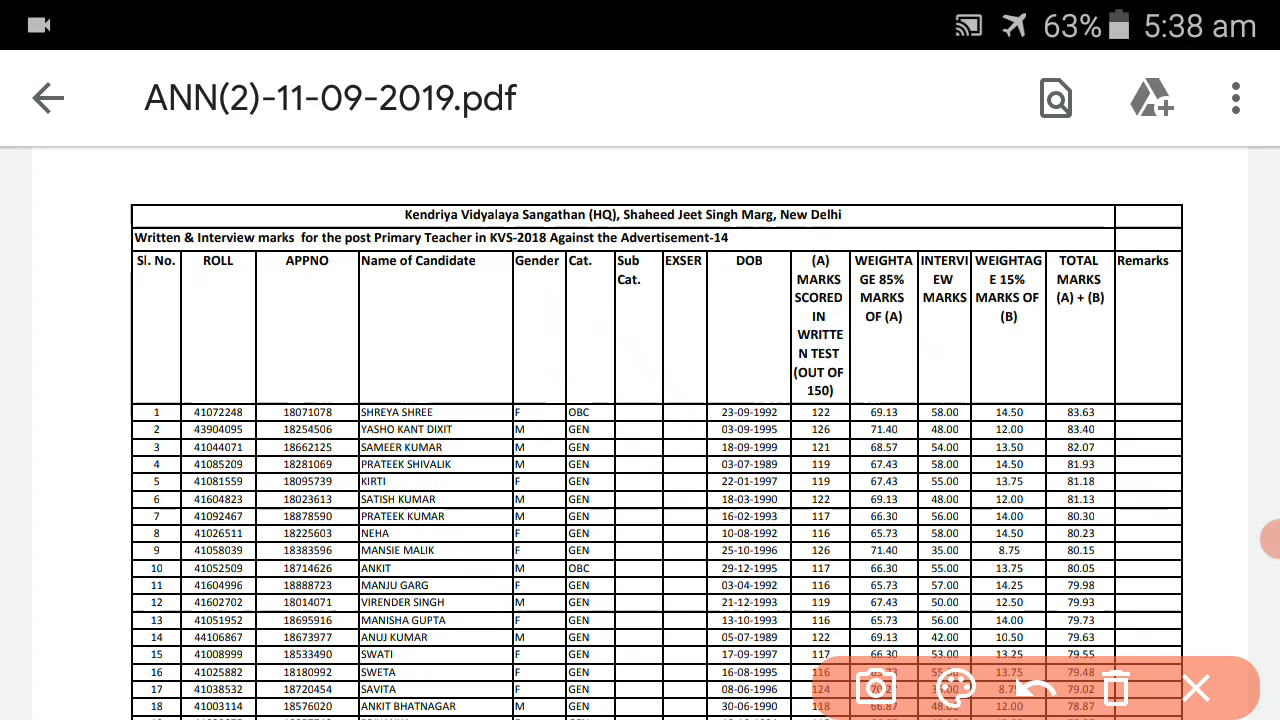 63% 5:38 am
ANN(2)-11-09-2019.pdf
Kendriya Vidyalaya Sangathan (HQ), Shaheed Jeet Singh Marg, New Delhi
Written & Interview marks for the post Primary Teacher in KVS-2018 Against the Advertisement-14
Sl. No. ROLL APPNO Name of Candidate Gender Cat. Sub Cat. EXSER DOB (A) MARKS SCORED IN WRITTE N TEST (OUT OF 150) WEIGHTA GE 85% MARKS OF (A) INTERVI EW MARKS WEIGHTAG E 15% MARKS OF (B) TOTAL MARKS (A) + (B) Remarks
1 41072248 18071078 SHREYA SHREE F OBC 23-09-1992 122 69.13 58.00 14.50 83.63
2 43904095 18254506 YASHO KANT DIXIT M GEN 03-09-1995 126 71.40 48.00 12.00 83.40
3 41044071 18662125 SAMEER KUMAR M GEN 18-09-1999 121 68.57 54.00 13.50 82.07
4 41085209 18281069 PRATEEK SHIVALIK M GEN 03-07-1989 119 67.43 58.00 14.50 81.93
5 41081559 18095739 KIRTI F GEN 22-01-1997 119 67.43 55.00 13.75 81.18
6 41604823 18023613 SATISH KUMAR M GEN 18-03-1990 122 69.13 48.00 12.00 81.13
7 41092467 18878590 PRATEEK KUMAR M GEN 16-02-1993 117 66.30 56.00 14.00 80.30
8 41026511 18225603 NEHA F GEN 10-08-1992 116 65.73 58.00 14.50 80.23
9 41058039 18383596 MANSIE MALIK F GEN 25-10-1996 126 71.40 35.00 8.75 80.15
10 41052509 18714626 ANKIT M OBC 29-12-1995 117 66.30 55.00 13.75 80.05
11 41604996 18888723 MANJU GARG F GEN 03-04-1992 116 65.73 57.00 14.25 79.98
12 41602702 18014071 VIRENDER SINGH M GEN 21-12-1993 119 67.43 50.00 12.50 79.93
13 41051952 18695916 MANISHA GUPTA F GEN 13-10-1993 116 65.73 56.00 14.00 79.73
14 44106867 18673977 ANUJ KUMAR M GEN 05-07-1989 122 69.13 42.00 10.50 79.63
15 41008999 18533490 SWATI F GEN 17-09-1997 117 66.30 53.00 13.25 79.55
16 41025882 18180992 SWETA F GEN 16-08-1995 116 13.75 79.48
17 41038532 18720454 SAVITA F GEN 08-06-1996 124 79.02
18 41003114 18576020 ANKIT BHATNAGAR M GEN 30-06-1990 118 66.87 48.00 12.00 78.87